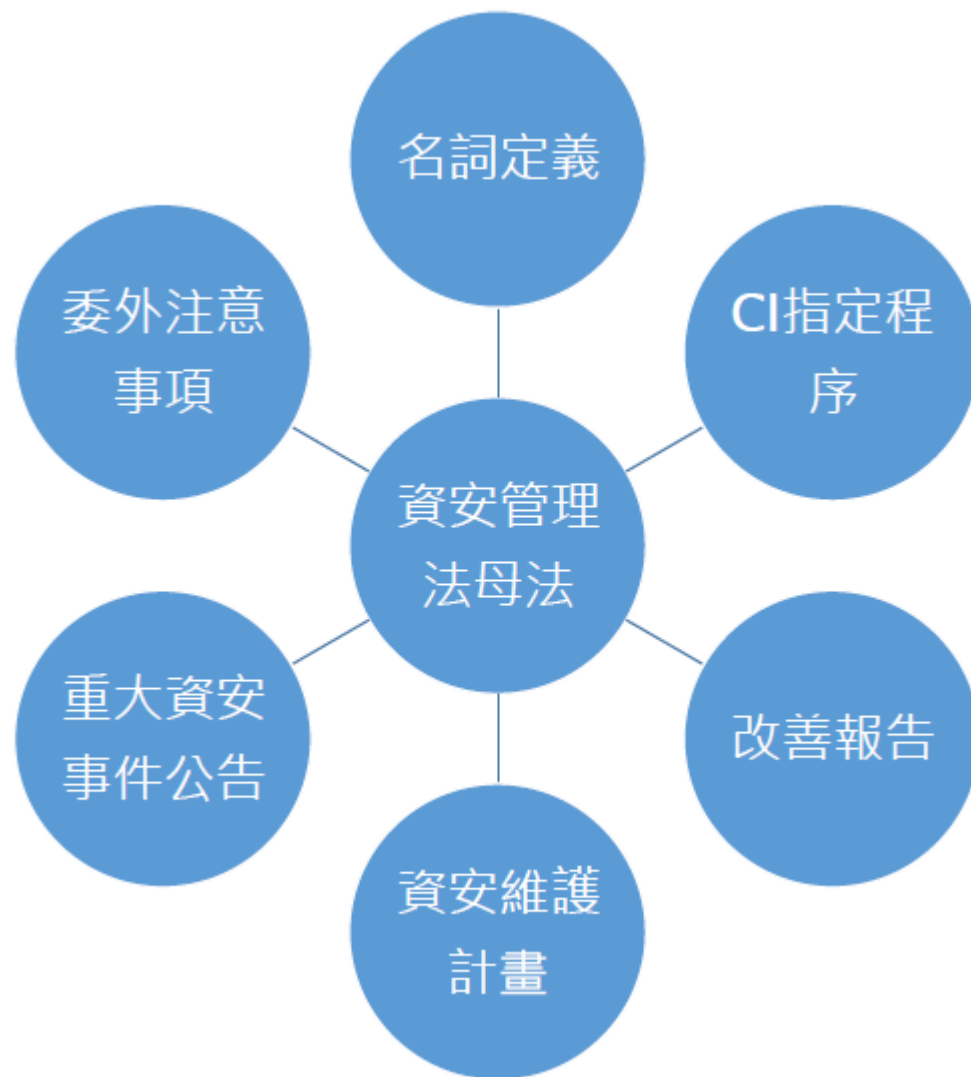 名詞定義
委外注意
事項
CI指定程
序
資安管理
法母法
重大資安
事件公告
改善報告
資安維護
計畫